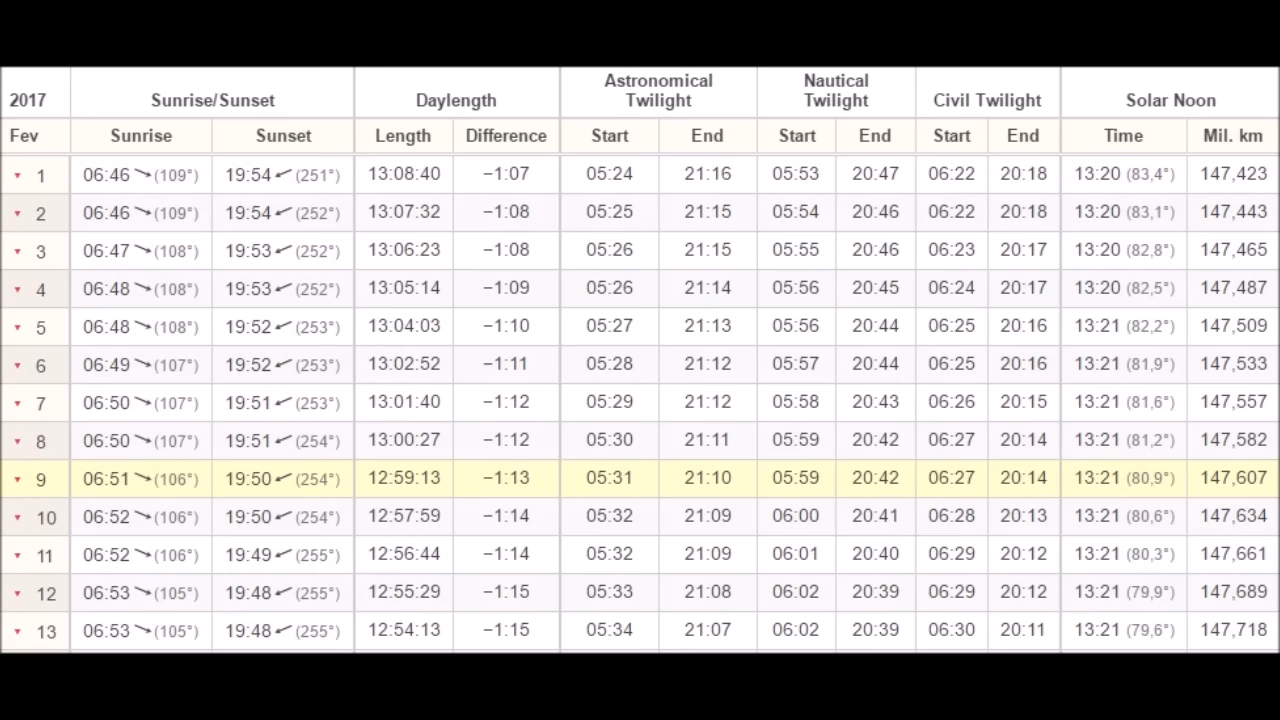 2017 Sunrise/Sunset Daylength Astronomical Twilight Nautical Twilight Civil Twilight Solar Noon
Fev Sunrise Sunset Length Difference Start End Start End Start End Time Mil. km
▼ 1 06:46 ↘ (109°) 19:54 ↙ (251°) 13:08:40 −1:07 05:24 21:16 05:53 20:47 06:22 20:18 13:20 (83,4°) 147,423
▼ 2 06:46 ↘ (109°) 19:54 ↙ (252°) 13:07:32 −1:08 05:25 21:15 05:54 20:46 06:22 20:18 13:20 (83,1°) 147,443
▼ 3 06:47 ↘ (108°) 19:53 ↙ (252°) 13:06:23 −1:08 05:26 21:15 05:55 20:46 06:23 20:17 13:20 (82,8°) 147,465
▼ 4 06:48 ↘ (108°) 19:53 ↙ (252°) 13:05:14 −1:09 05:26 21:14 05:56 20:45 06:24 20:17 13:20 (82,5°) 147,487
▼ 5 06:48 ↘ (108°) 19:52 ↙ (253°) 13:04:03 −1:10 05:27 21:13 05:56 20:44 06:25 20:16 13:21 (82,2°) 147,509
▼ 6 06:49 ↘ (107°) 19:52 ↙ (253°) 13:02:52 −1:11 05:28 21:12 05:57 20:44 06:25 20:16 13:21 (81,9°) 147,533
▼ 7 06:50 ↘ (107°) 19:51 ↙ (253°) 13:01:40 −1:12 05:29 21:12 05:58 20:43 06:26 20:15 13:21 (81,6°) 147,557
▼ 8 06:50 ↘ (107°) 19:51 ↙ (254°) 13:00:27 −1:12 05:30 21:11 05:59 20:42 06:27 20:14 13:21 (81,2°) 147,582
▼ 9 06:51 ↘ (106°) 19:50 ↙ (254°) 12:59:13 −1:13 05:31 21:10 05:59 20:42 06:27 20:14 13:21 (80,9°) 147,607
▼ 10 06:52 ↘ (106°) 19:50 ↙ (254°) 12:57:59 −1:14 05:32 21:09 06:00 20:41 06:28 20:13 13:21 (80,6°) 147,634
▼ 11 06:52 ↘ (106°) 19:49 ↙ (255°) 12:56:44 −1:14 05:32 21:09 06:01 20:40 06:29 20:12 13:21 (80,3°) 147,661
▼ 12 06:53 ↘ (105°) 19:48 ↙ (255°) 12:55:29 −1:15 05:33 21:08 06:02 20:39 06:29 20:12 13:21 (79,9°) 147,689
▼ 13 06:53 ↘ (105°) 19:48 ↙ (255°) 12:54:13 −1:15 05:34 21:07 06:02 20:39 06:30 20:11 13:21 (79,6°) 147,718